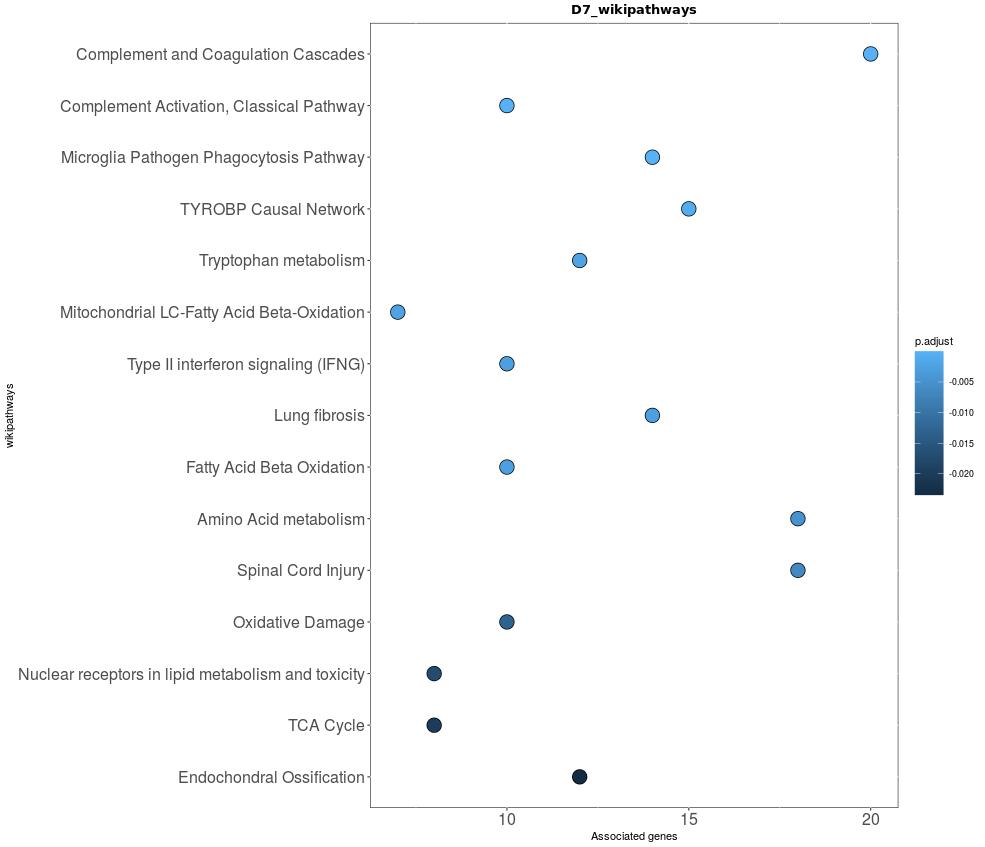 D7_wikipathways
Complement and Coagulation Cascades
Complement Activation, Classical Pathway
Microglia Pathogen Phagocytosis Pathway
TYROBP Causal Network
Tryptophan metabolism
Mitochondrial LC-Fatty Acid Beta-Oxidation
Type II interferon signaling (IFNG)
Lung fibrosis
Fatty Acid Beta Oxidation
Amino Acid metabolism
Spinal Cord Injury
Oxidative Damage
Nuclear receptors in lipid metabolism and toxicity
TCA Cycle
Endochondral Ossification
wikipathways
10 15 20
Associated genes
p.adjust
-0.005
-0.010
-0.015
-0.020